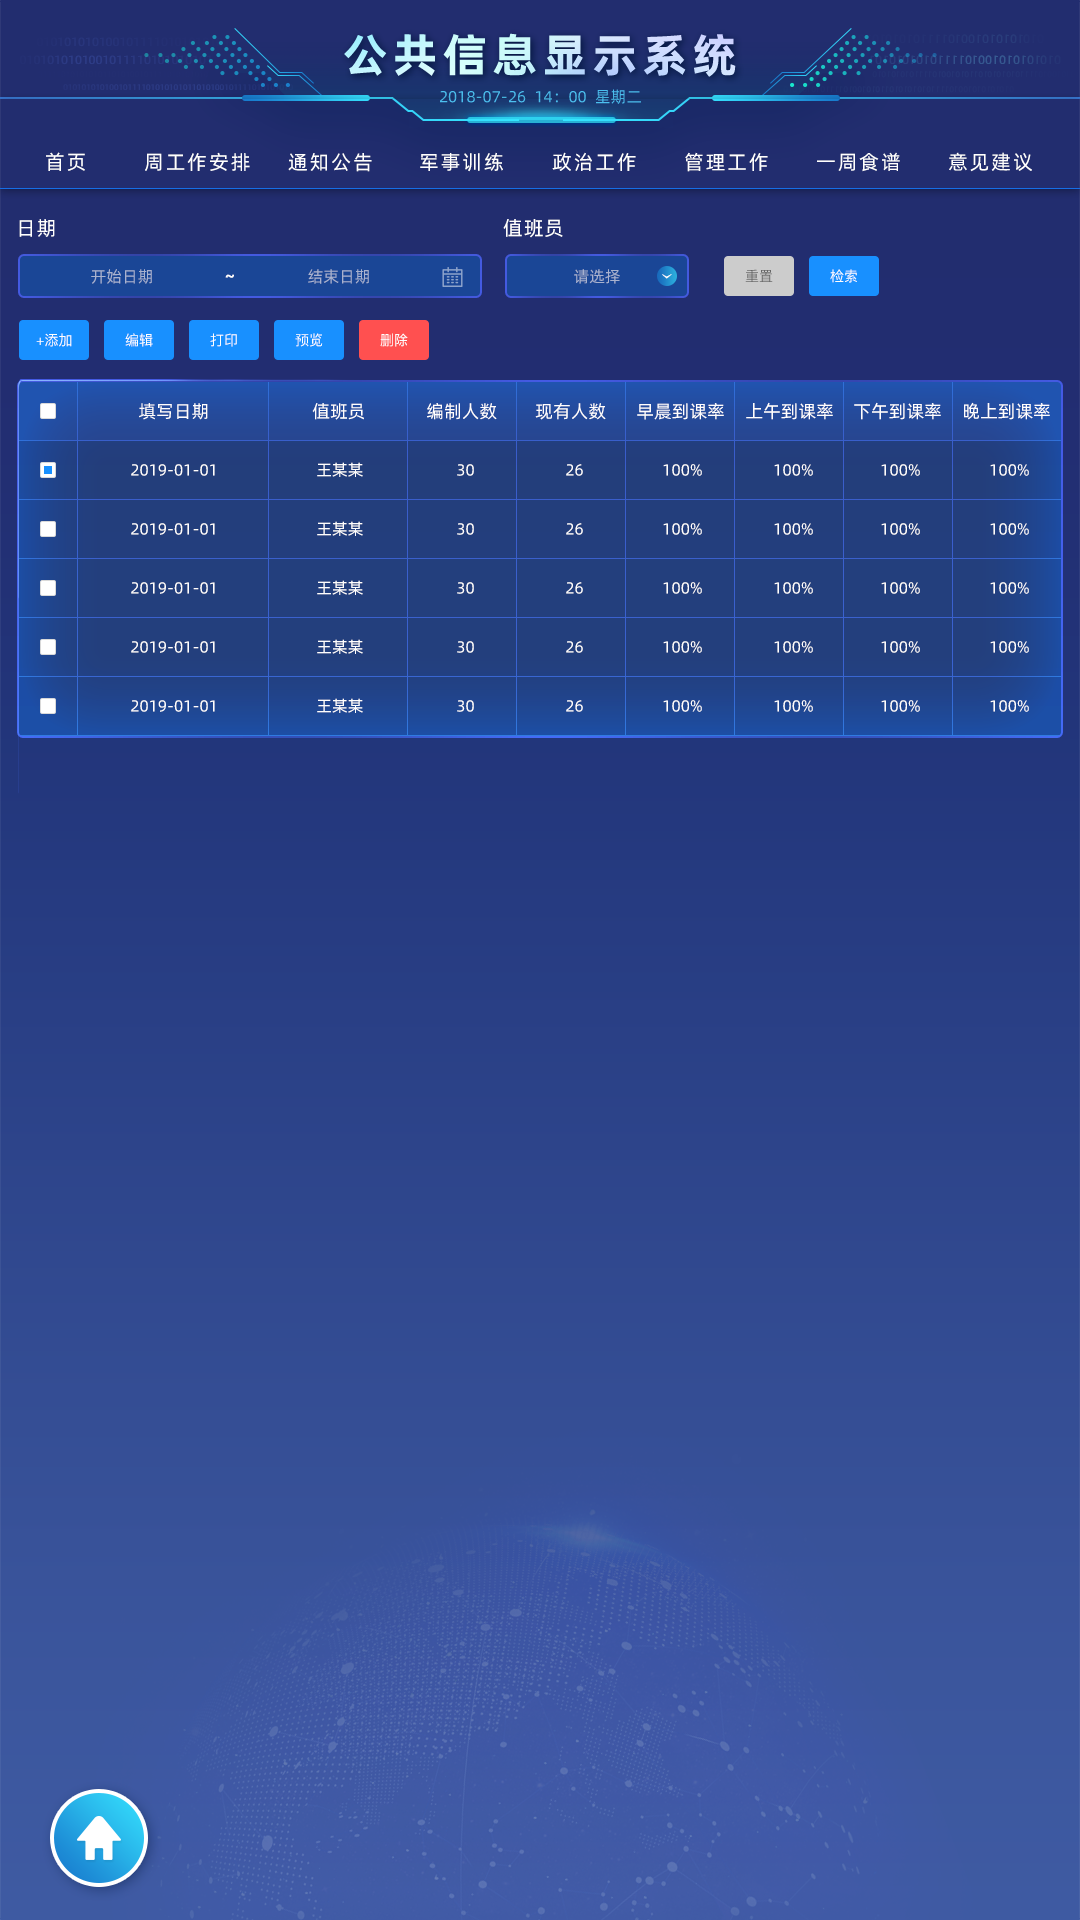 公共信息显示系统
2018-07-26 14：00 星期二
首页 周工作安排 通知公告 军事训练 政治工作 管理工作 一周食谱 意见建议
日期 值班员
开始日期 ~ 结束日期 请选择 重置 检索
+添加 编辑 打印 预览 删除
填写日期 值班员 编制人数 现有人数 早晨到课率 上午到课率 下午到课率 晚上到课率
2019-01-01 王某某 30 26 100% 100% 100% 100%
2019-01-01 王某某 30 26 100% 100% 100% 100%
2019-01-01 王某某 30 26 100% 100% 100% 100%
2019-01-01 王某某 30 26 100% 100% 100% 100%
2019-01-01 王某某 30 26 100% 100% 100% 100%